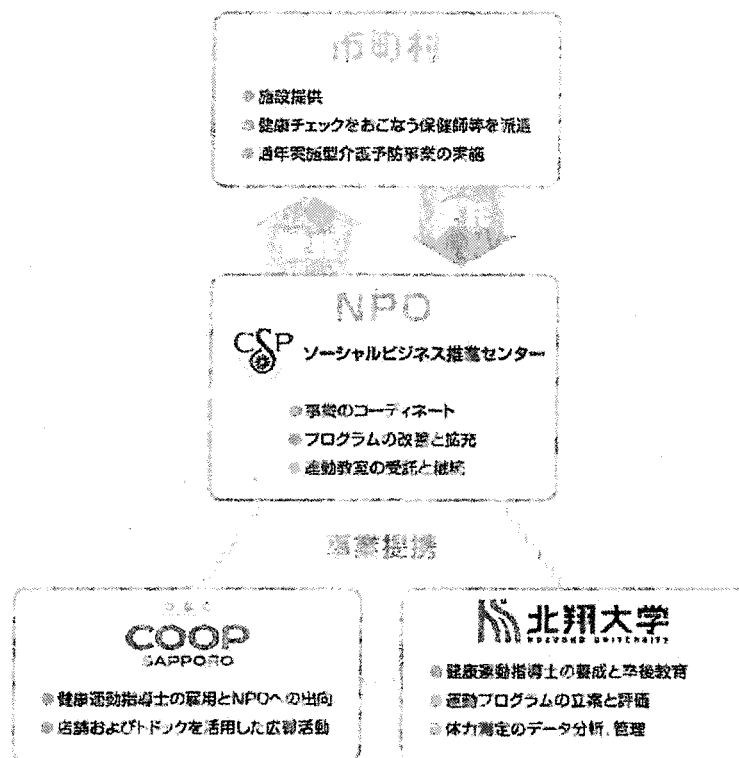 市町村
施設提供
健康チェックをおこなう保健師等を派遣
通年実施型介護予防事業の実施
NPO
CSP ソーシャルビジネス推進センター
事業のコーディネート
プログラムの改善と拡充
運動教室の受託と継続
事業提携
COOP
SAPPORO
健康運動指導士の雇用とNPOへの出向
店舗およびトドックを活用した広報活動
北翔大学
HOKUSHO UNIVERSITY
健康運動指導士の養成と卒後教育
運動プログラムの立案と評価
体力測定のデータ分析、管理